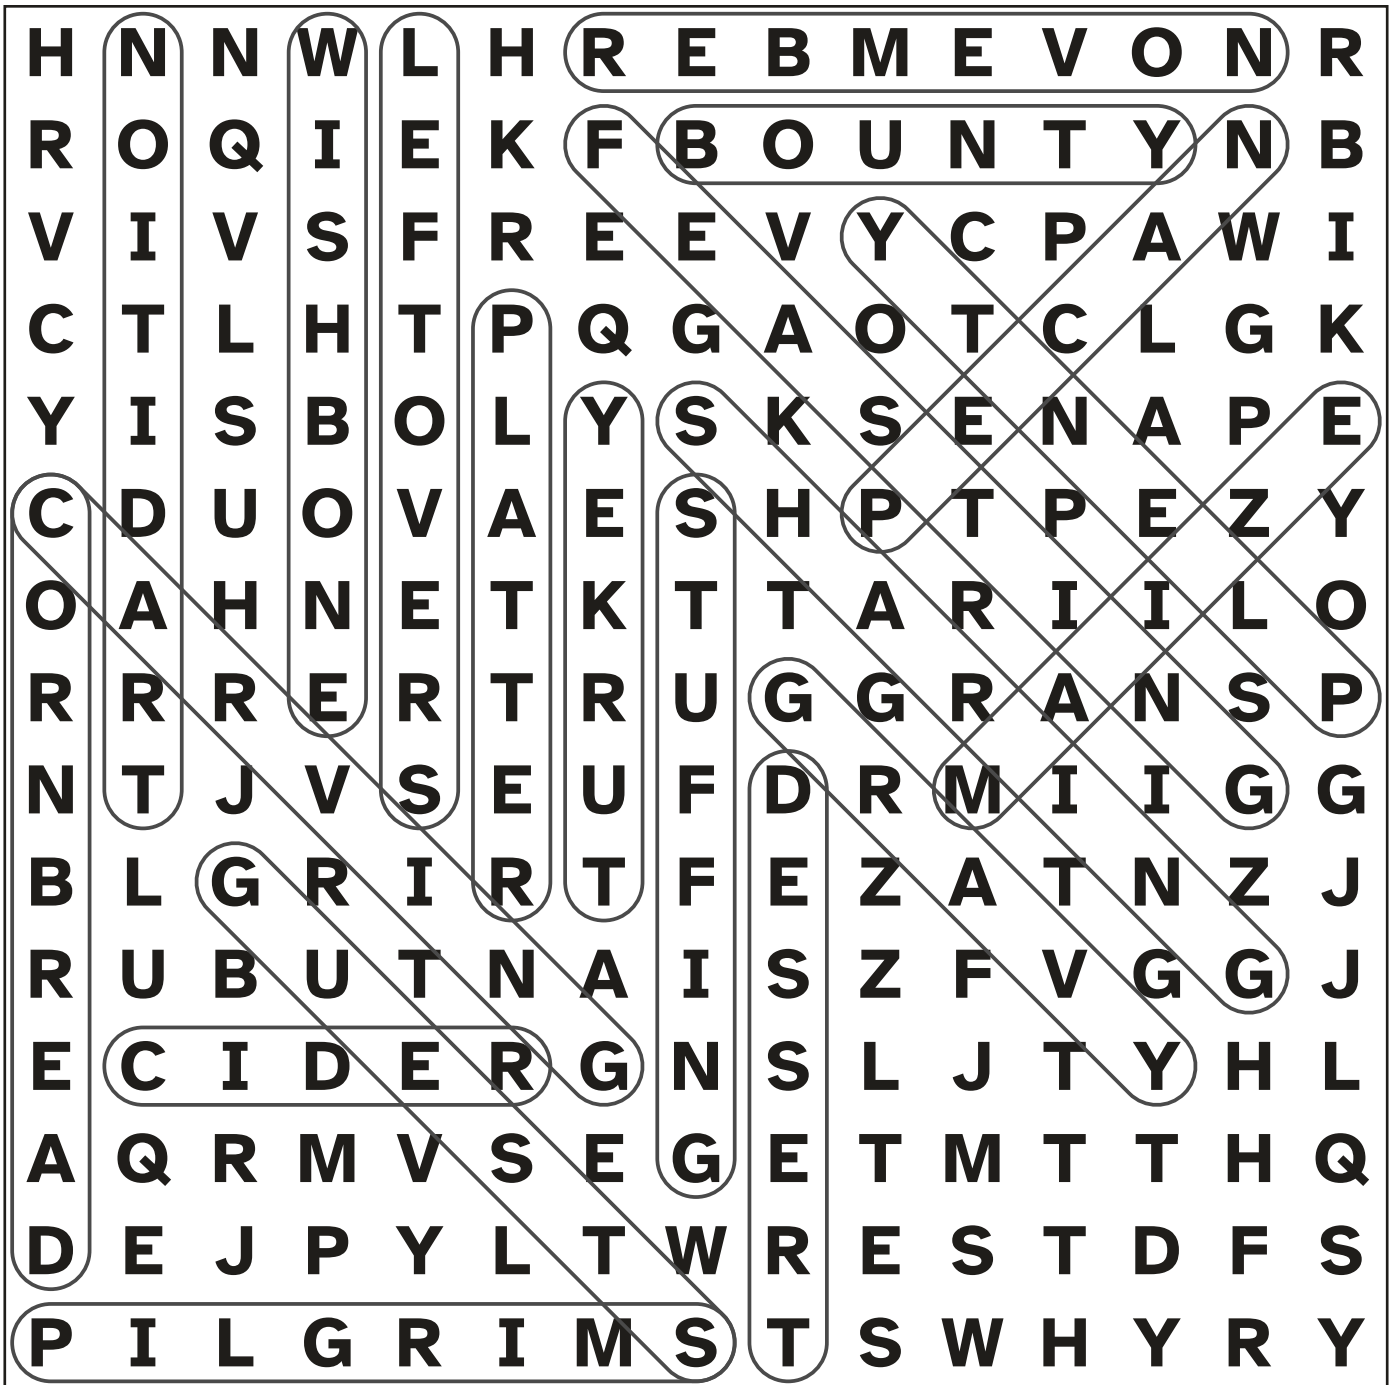 H N N W L H R E B M E V O N R
R O Q I E K F B O U N T Y N B
V I V S F R E E V Y C P A W I
C T L H T P Q G A O T C L G K
Y I S B O L Y S K S E N A P E
C D U O V A E S H P T P E Z Y
O A H N E T K T T A R I I L O
R R R E R T R U G G R A N S P
N T J V S E U F D R M I I G G
B L G R I R T F E Z A T N Z J
R U B U T N A I S Z F V G G J
E C I D E R G N S L J T Y H L
A Q R M V S E G E T M T T H Q
D E J P Y L T W R E S T D F S
P I L G R I M S T S W H Y R Y